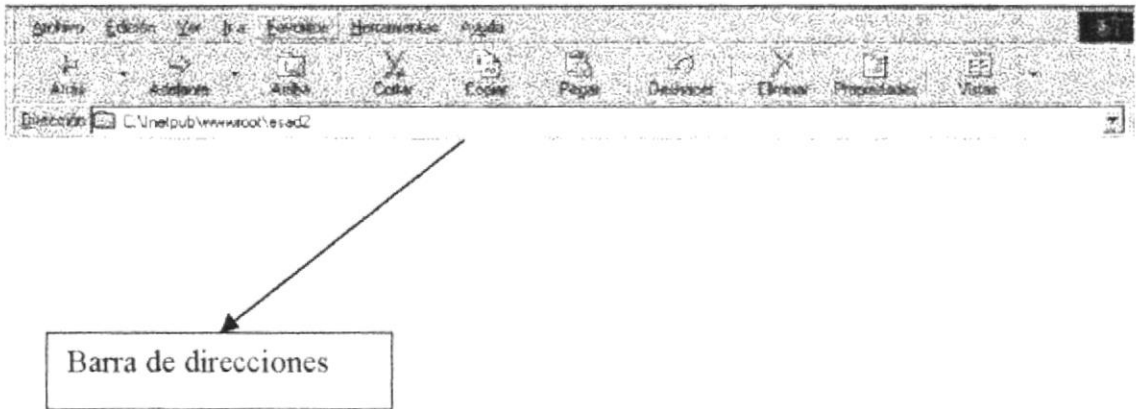 Archivo Edición Ver Ir a Favoritos Herramientas Ayuda
Atrás Adelante Arriba Cortar Copiar Pegar Deshacer Eliminar Propiedades Vistas
Dirección C:\Inetpub\wwwroot\esad2
Barra de direcciones